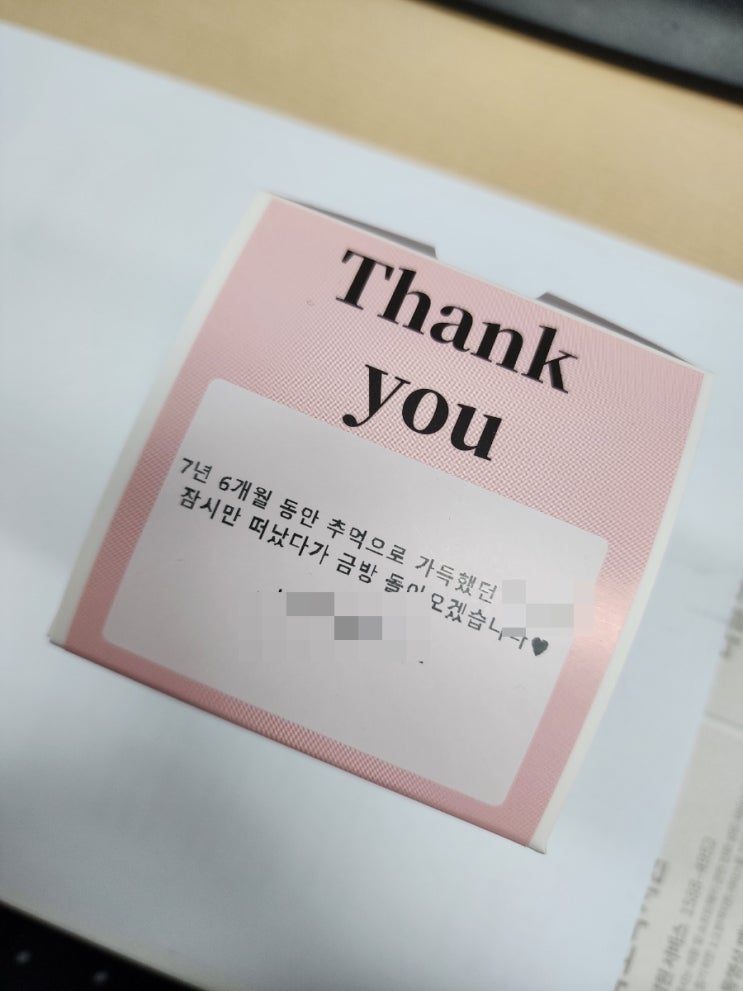 Thank
you
7년 6개월 동안 추억으로 가득했던
잠시만 떠났다가 금방 돌아오겠습니다♥